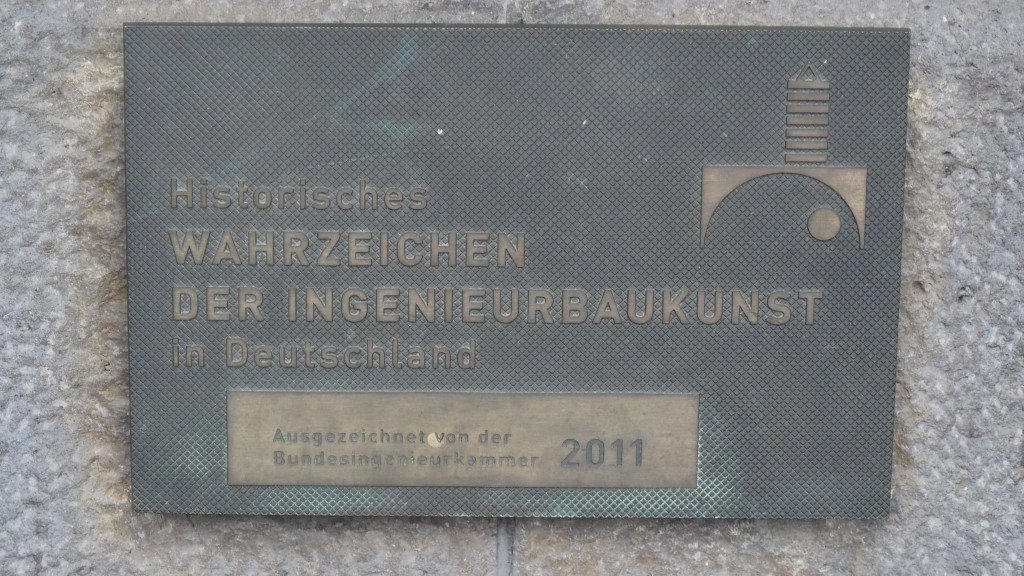 Historisches
WAHRZEICHEN
DER INGENIEURBAUKUNST
in Deutschland
Ausgezeichnet von der
Bundesingenieurkammer 2011